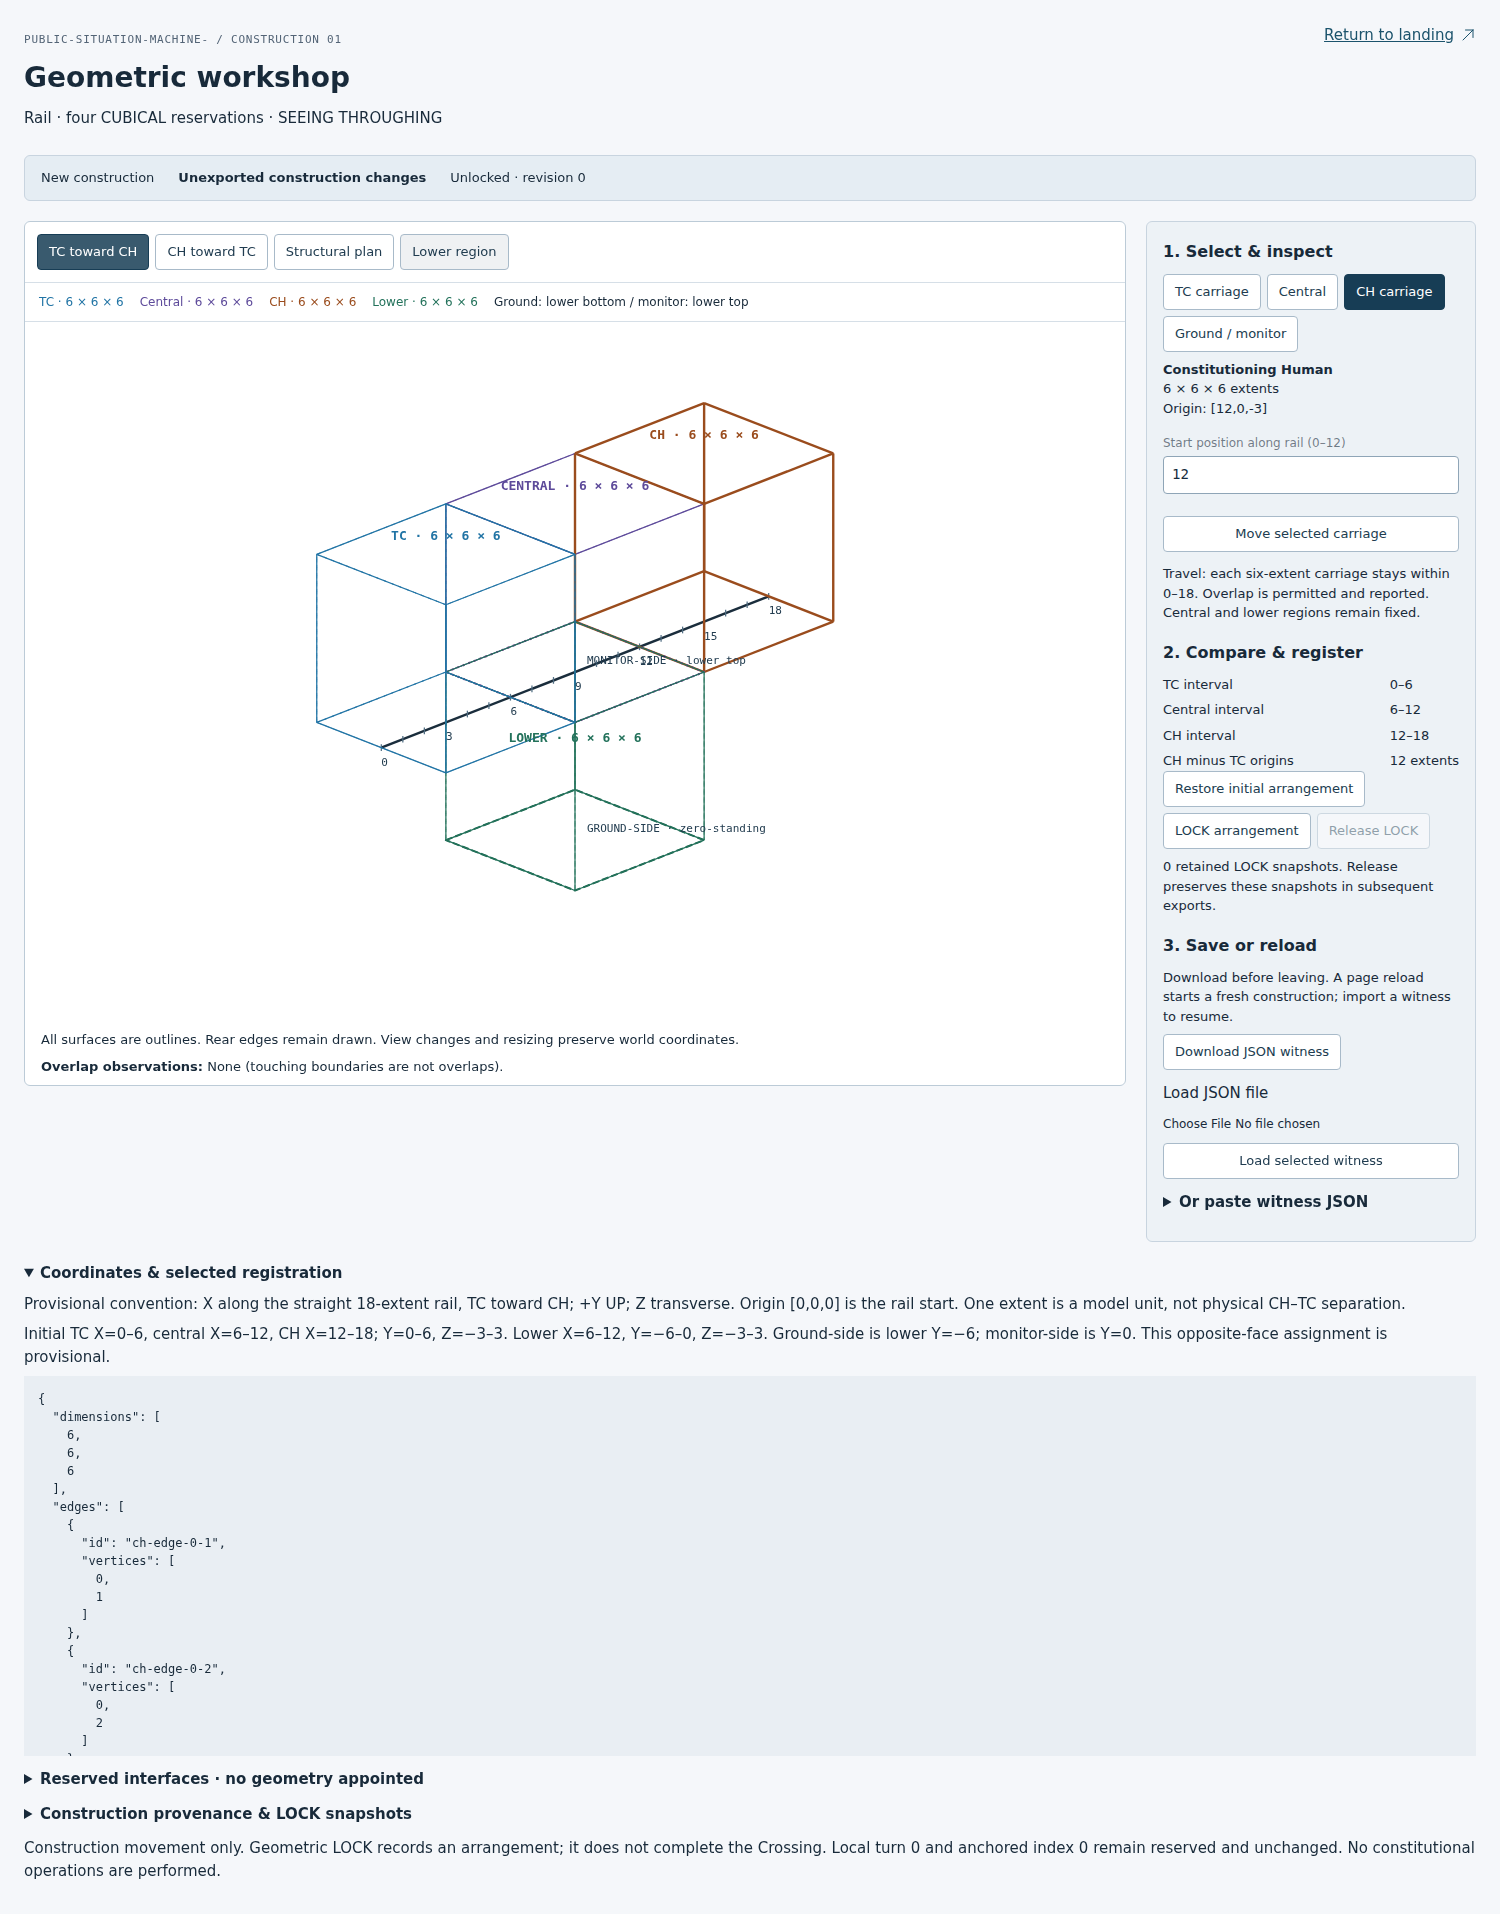 PUBLIC-SITUATION-MACHINE- / CONSTRUCTION 01
Return to landing
Geometric workshop
Rail · four CUBICAL reservations · SEEING THROUGHING
New construction Unexported construction changes Unlocked · revision 0
TC toward CH CH toward TC Structural plan Lower region
TC · 6 × 6 × 6 Central · 6 × 6 × 6 CH · 6 × 6 × 6 Lower · 6 × 6 × 6 Ground: lower bottom / monitor: lower top
CH · 6 × 6 × 6
CENTRAL · 6 × 6 × 6
TC · 6 × 6 × 6
18
15
MONITOR-SIDE · lower top
12
9
6
3
LOWER · 6 × 6 × 6
0
GROUND-SIDE · zero-standing
All surfaces are outlines. Rear edges remain drawn. View changes and resizing preserve world coordinates.
Overlap observations: None (touching boundaries are not overlaps).
1. Select & inspect
TC carriage Central CH carriage
Ground / monitor
Constitutioning Human
6 × 6 × 6 extents
Origin: [12,0,-3]
Start position along rail (0–12)
12
Move selected carriage
Travel: each six-extent carriage stays within
0–18. Overlap is permitted and reported.
Central and lower regions remain fixed.
2. Compare & register
TC interval 0–6
Central interval 6–12
CH interval 12–18
CH minus TC origins 12 extents
Restore initial arrangement
LOCK arrangement Release LOCK
0 retained LOCK snapshots. Release
preserves these snapshots in subsequent
exports.
3. Save or reload
Download before leaving. A page reload
starts a fresh construction; import a witness
to resume.
Download JSON witness
Load JSON file
Choose File No file chosen
Load selected witness
Or paste witness JSON
Coordinates & selected registration
Provisional convention: X along the straight 18-extent rail, TC toward CH; +Y UP; Z transverse. Origin [0,0,0] is the rail start. One extent is a model unit, not physical CH–TC separation.
Initial TC X=0–6, central X=6–12, CH X=12–18; Y=0–6, Z=−3–3. Lower X=6–12, Y=−6–0, Z=−3–3. Ground-side is lower Y=−6; monitor-side is Y=0. This opposite-face assignment is
provisional.
{
"dimensions": [
6,
6,
6
],
"edges": [
{
"id": "ch-edge-0-1",
"vertices": [
0,
1
]
},
{
"id": "ch-edge-0-2",
"vertices": [
0,
2
]
}
Reserved interfaces · no geometry appointed
Construction provenance & LOCK snapshots
Construction movement only. Geometric LOCK records an arrangement; it does not complete the Crossing. Local turn 0 and anchored index 0 remain reserved and unchanged. No constitutional
operations are performed.